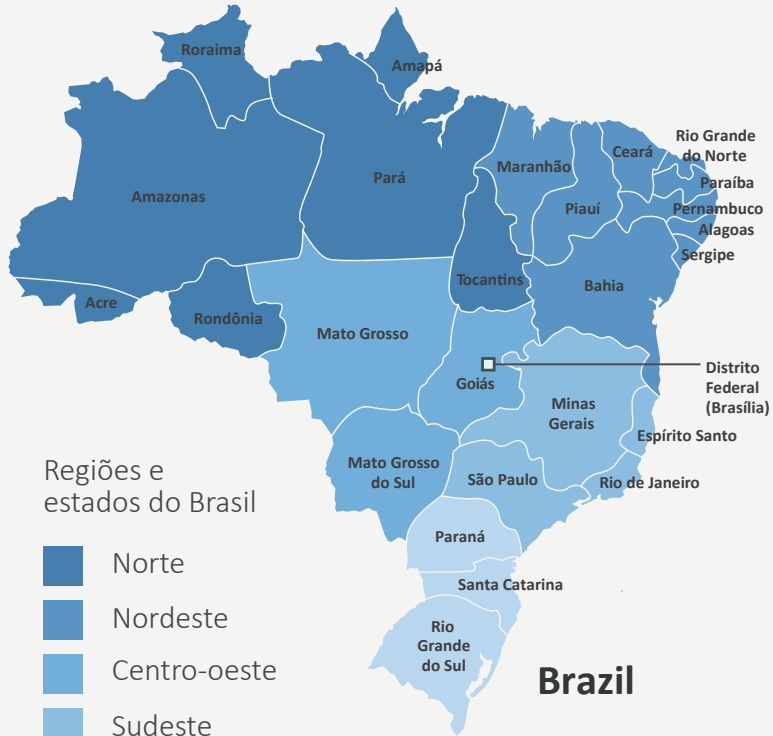 Roraima
Amapá
Amazonas
Pará
Maranhão
Ceará
Rio Grande
do Norte
Paraíba
Piauí
Pernambuco
Alagoas
Sergipe
Acre
Rondônia
Tocantins
Bahia
Mato Grosso
Goiás
Distrito
Federal
(Brasília)
Minas
Gerais
Espírito Santo
Mato Grosso
do Sul
São Paulo
Rio de Janeiro
Paraná
Santa Catarina
Rio
Grande
do Sul
Regiões e
estados do Brasil
Norte
Nordeste
Centro-oeste
Sudeste
Brazil